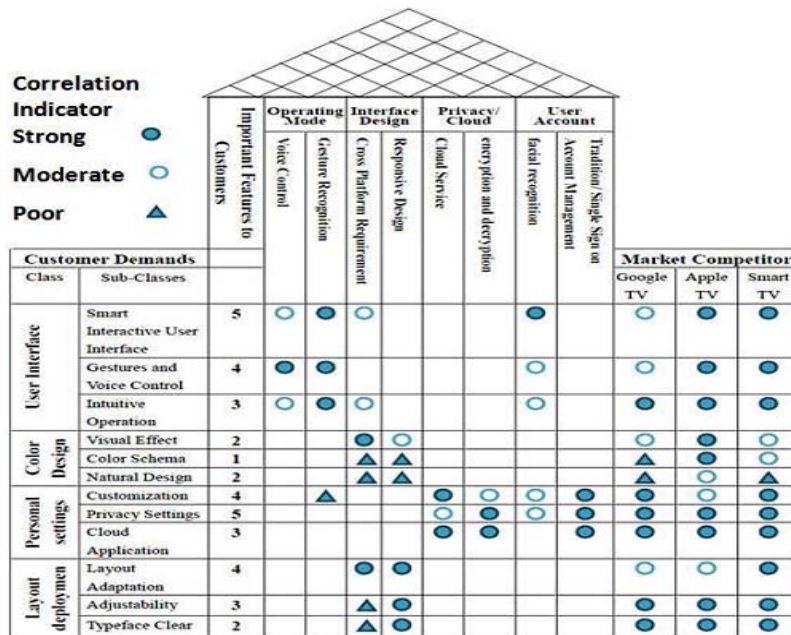 Correlation
Indicator
Strong
Moderate
Poor
Important Features to
Customers
Operating
Mode
Interface
Design
Privacy/
Cloud
User
Account
Voice Control
Gesture Recognition
Cross Platform Requirement
Responsive Design
Cloud Service
encryption and decryption
facial recognition
Tradition/ Single Sign on
Account Management
Customer Demands
Market Competitor
Class
Sub-Classes
Google
TV
Apple
TV
Smart
TV
User Interface
Smart
Interactive User
Interface
5
Gestures and
Voice Control
4
Intuitive
Operation
3
Color
Design
Visual Effect
2
Color Schema
1
Natural Design
2
Personal
settings
Customization
4
Privacy Settings
5
Cloud
Application
3
Layout
deploymen
Layout
Adaptation
4
Adjustability
3
Typeface Clear
2